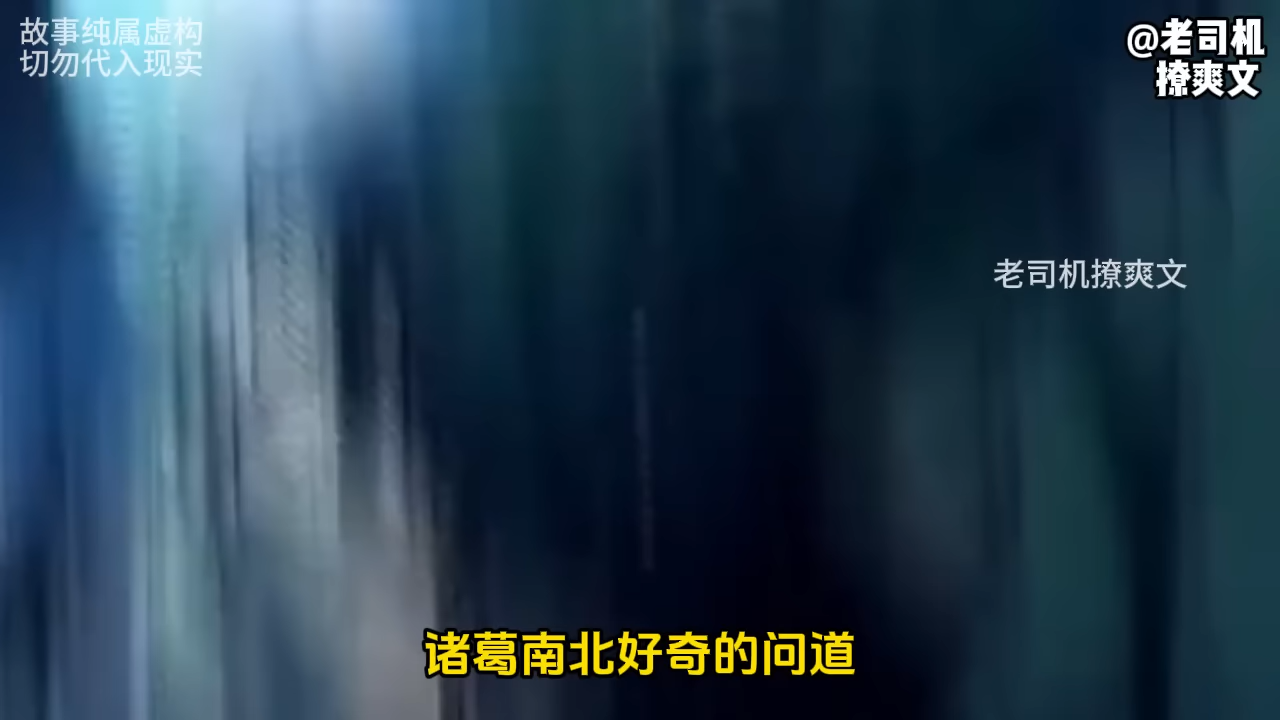 故事纯属虚构
切勿代入现实
@老司机
撩爽文
老司机撩爽文
诸葛南北好奇的问道